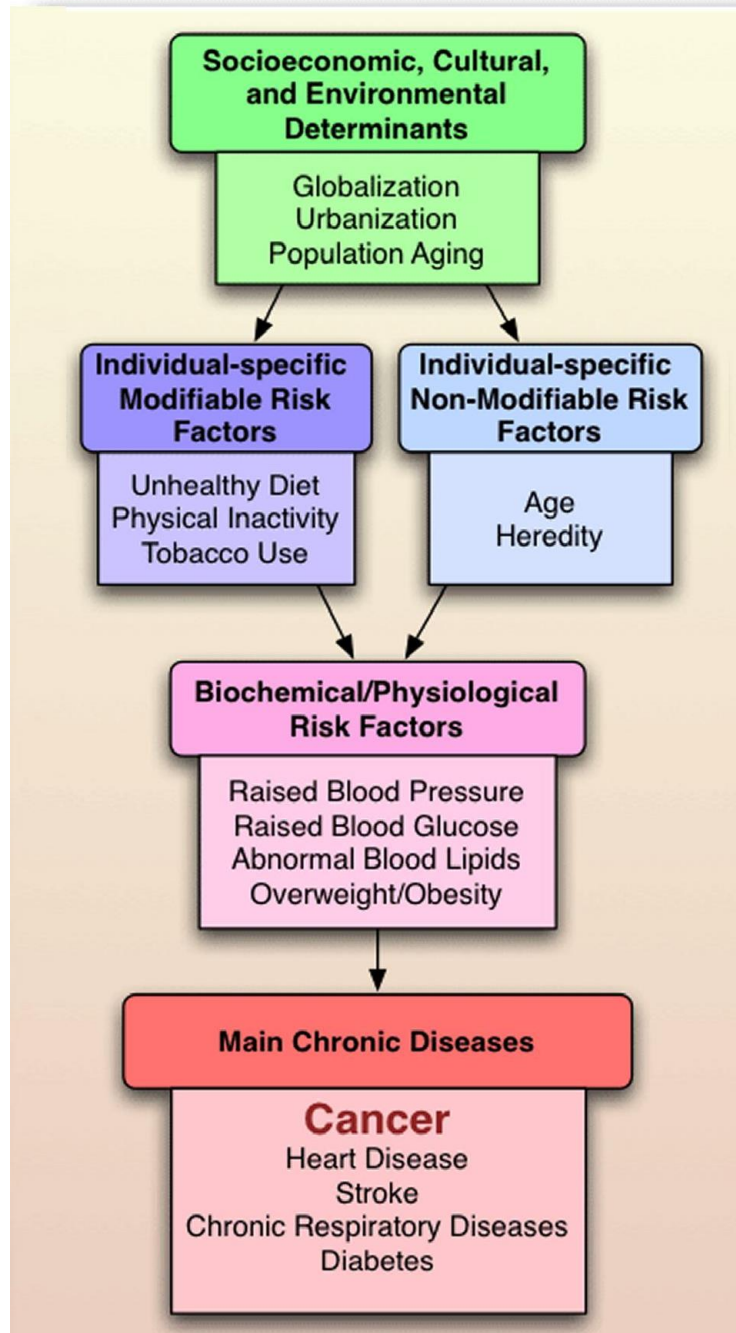 Socioeconomic, Cultural,
and Environmental
Determinants
Globalization
Urbanization
Population Aging
Individual-specific
Modifiable Risk
Factors
Unhealthy Diet
Physical Inactivity
Tobacco Use
Individual-specific
Non-Modifiable Risk
Factors
Age
Heredity
Biochemical/Physiological
Risk Factors
Raised Blood Pressure
Raised Blood Glucose
Abnormal Blood Lipids
Overweight/Obesity
Main Chronic Diseases
Cancer
Heart Disease
Stroke
Chronic Respiratory Diseases
Diabetes